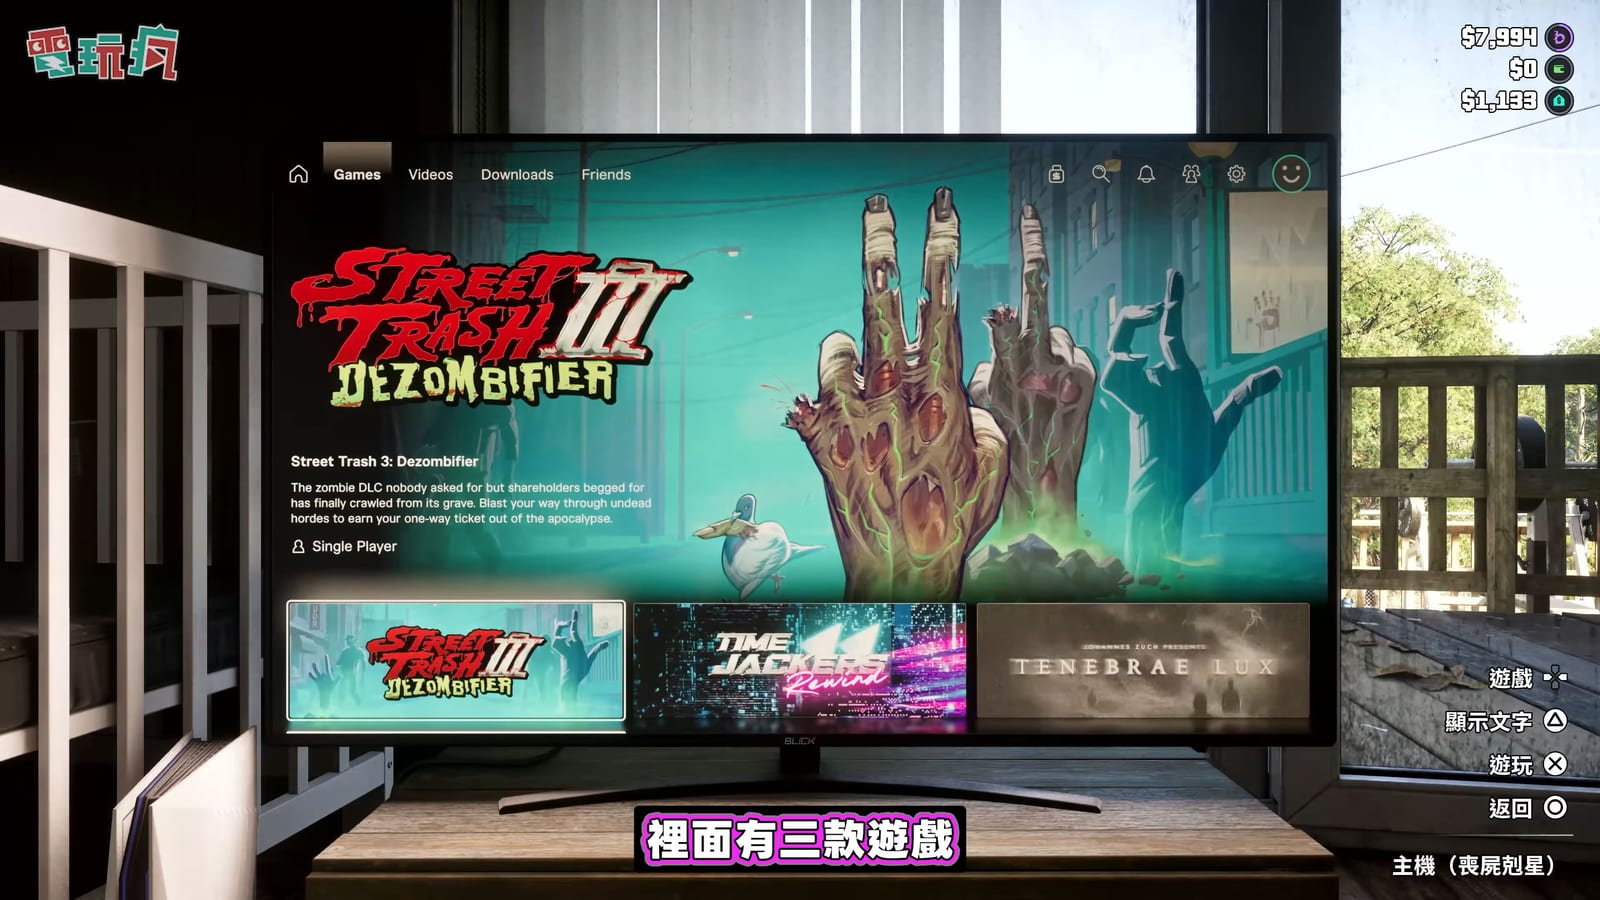 電玩瘋
$7,994
$0
$1,133
Games
Videos
Downloads
Friends
STREET
TRASH III
DEZOMBIFIER
Street Trash 3: Dezombifier
The zombie DLC nobody asked for but shareholders begged for
has finally crawled from its grave. Blast your way through undead
hordes to earn your one-way ticket out of the apocalypse.
Single Player
STREET
TRASH III
DEZOMBIFIER
TIME
JACKERS
Rewind
JOHANNES ZUCH PRESENTS
TENEBRAE LUX
BLICK
遊戲
顯示文字
遊玩
返回
主機（喪屍剋星）
裡面有三款遊戲